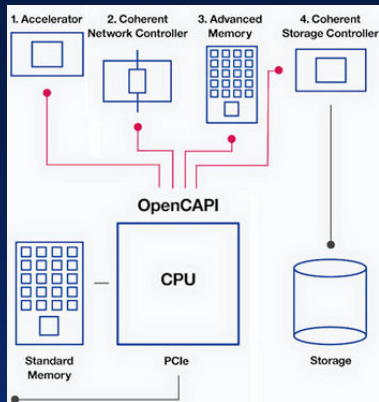 1. Accelerator
2. Coherent
Network Controller
3. Advanced
Memory
4. Coherent
Storage Controller
OpenCAPI
CPU
Standard
Memory
PCIe
Storage